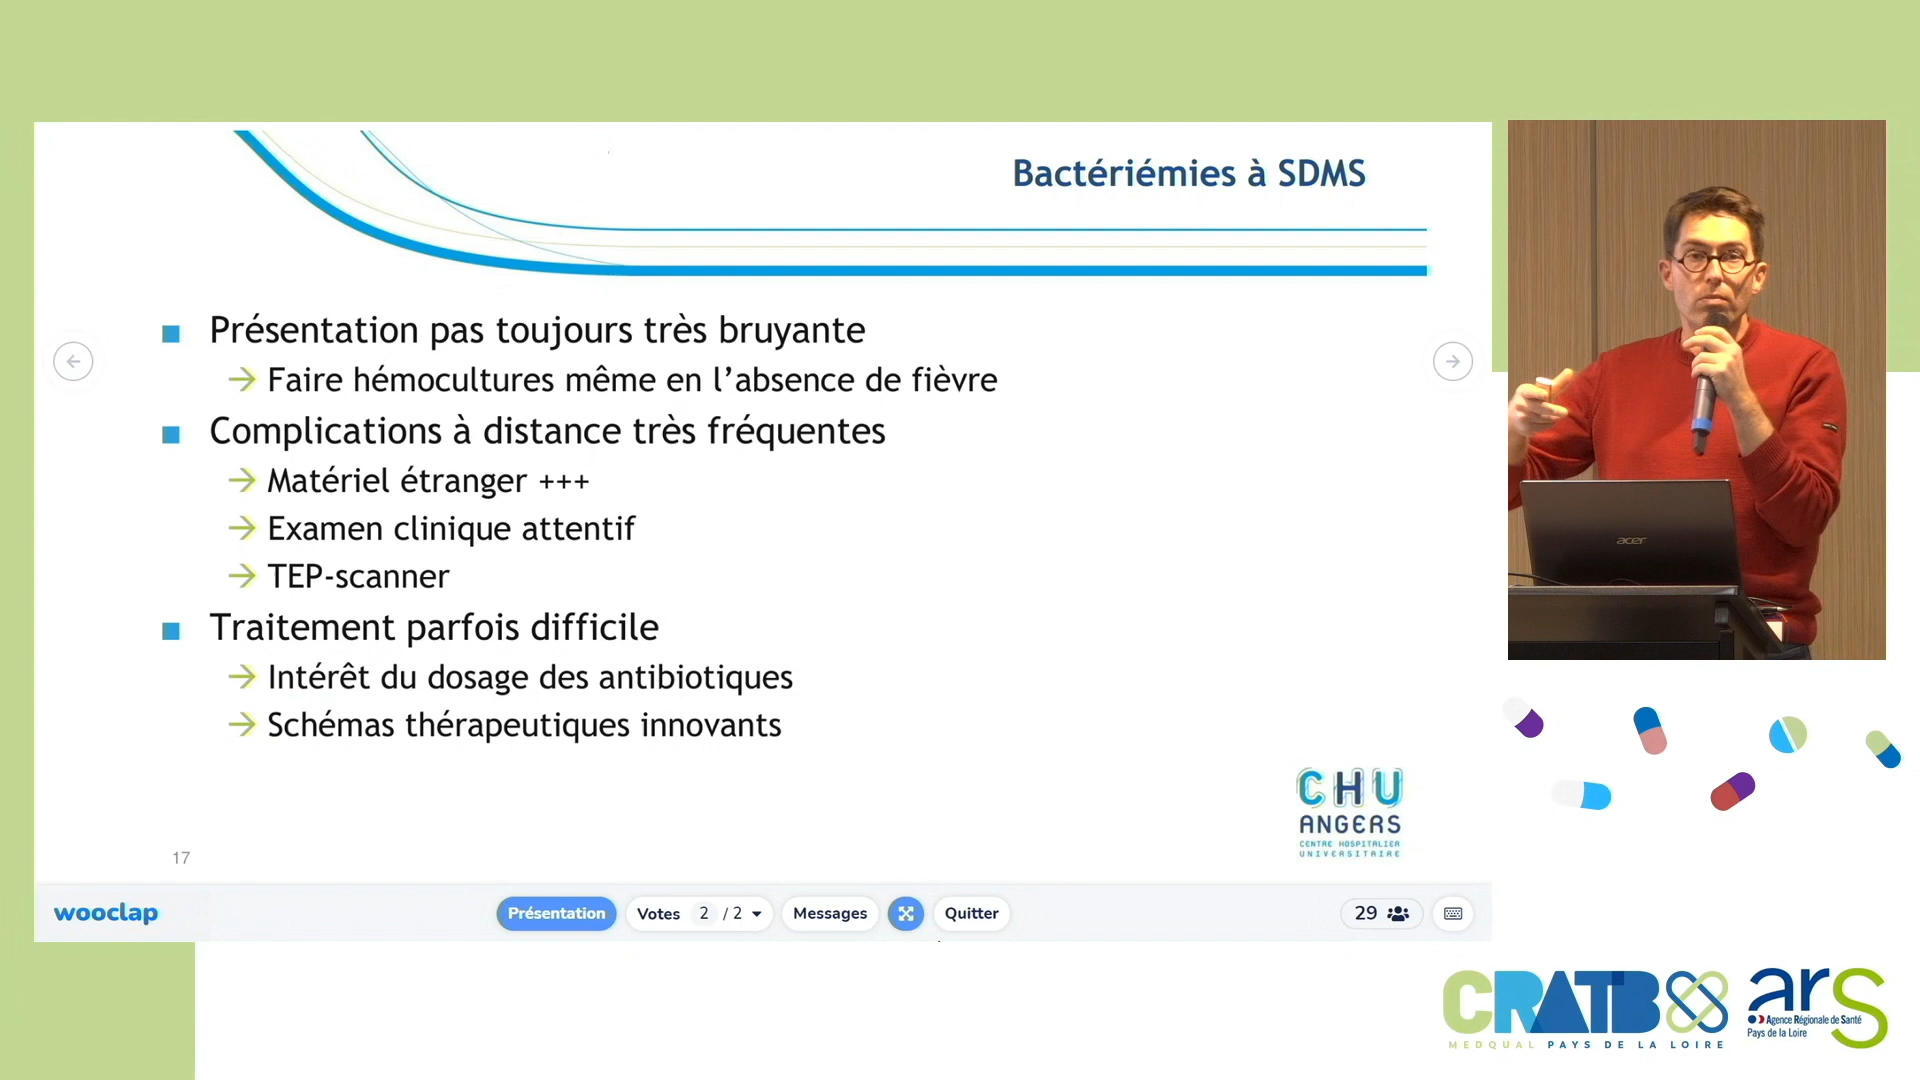 Bactériémies à SDMS
Présentation pas toujours très bruyante
Faire hémocultures même en l’absence de fièvre
Complications à distance très fréquentes
Matériel étranger +++
Examen clinique attentif
TEP-scanner
Traitement parfois difficile
Intérêt du dosage des antibiotiques
Schémas thérapeutiques innovants
CHU
ANGERS
CENTRE HOSPITALIER
UNIVERSITAIRE
17
wooclap
Présentation
Votes 2 / 2
Messages
Quitter
29
acer
CRATB
MEDQUAL PAYS DE LA LOIRE
ars
Agence Régionale de Santé
Pays de la Loire